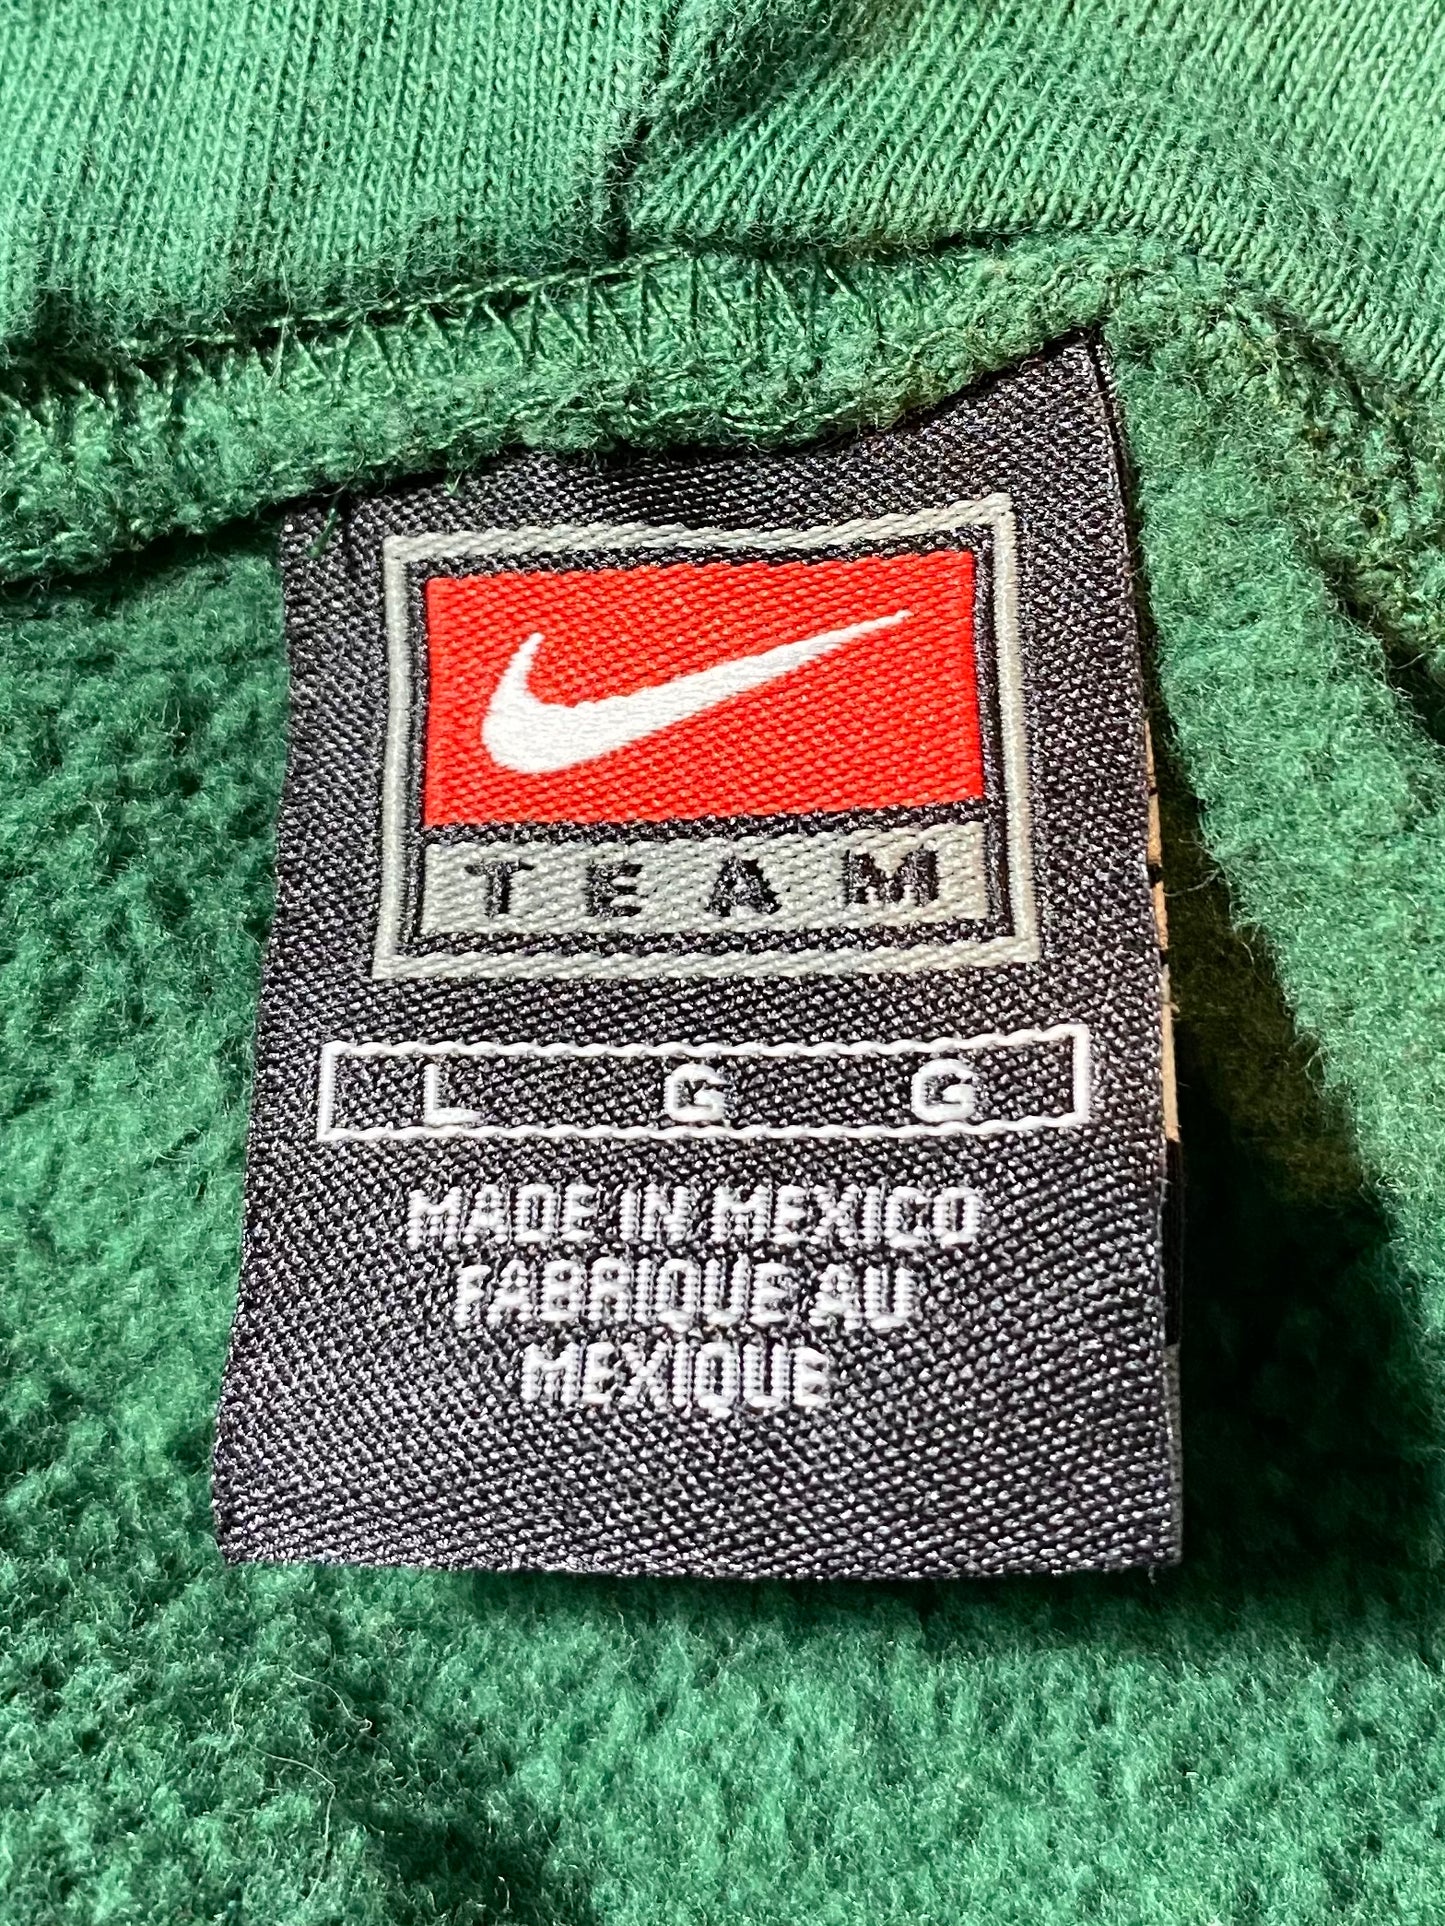 TEAM
L G G
MADE IN MEXICO
FABRIQUE AU
MEXIQUE